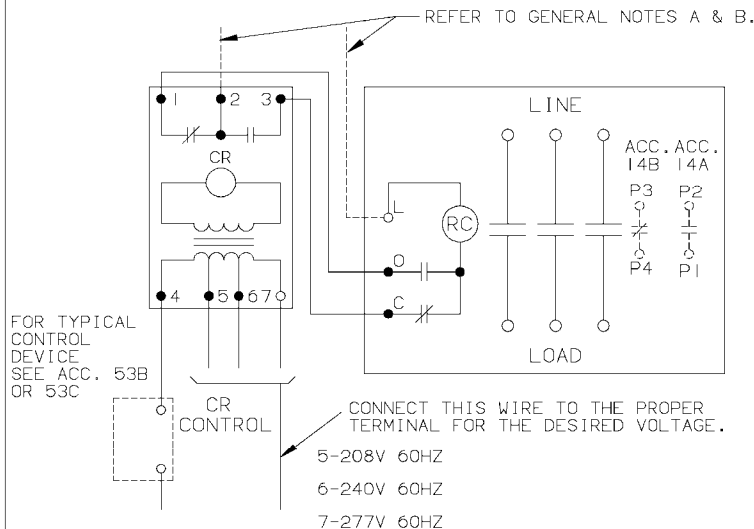 REFER TO GENERAL NOTES A & B.
1 2 3
CR
4 5 6 7
LINE
ACC. ACC.
14B 14A
P3 P2
L
RC
O
C
P4 P1
LOAD
FOR TYPICAL
CONTROL
DEVICE
SEE ACC. 53B
OR 53C
CR
CONTROL
CONNECT THIS WIRE TO THE PROPER
TERMINAL FOR THE DESIRED VOLTAGE.
5-208V 60HZ
6-240V 60HZ
7-277V 60HZ